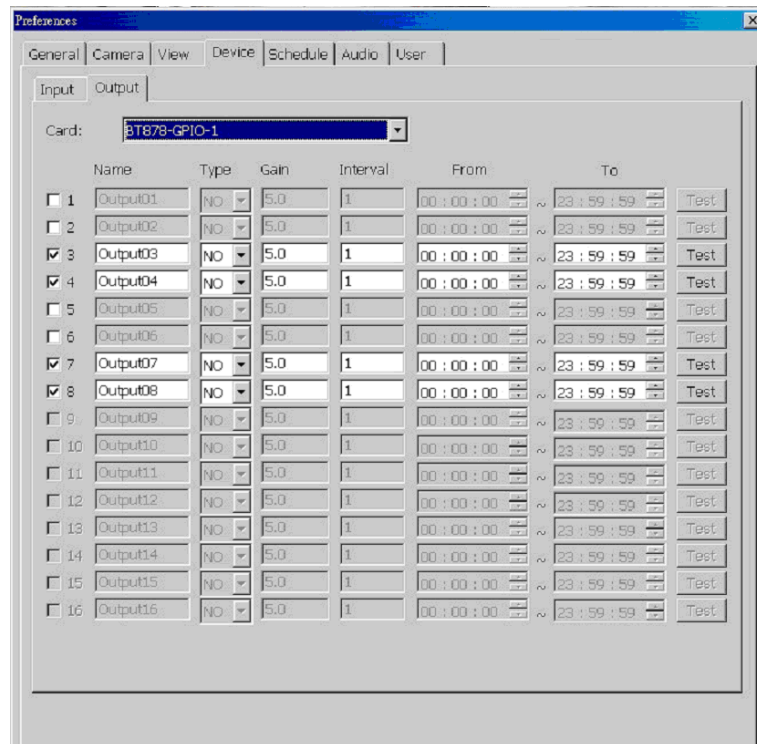 Preferences
General Camera View Device Schedule Audio User
Input Output
Card: BT878-GPIO-1
Name Type Gain Interval From To
1 Output01 NO 5.0 1 00 : 00 : 00 ~ 23 : 59 : 59 Test
2 Output02 NO 5.0 1 00 : 00 : 00 ~ 23 : 59 : 59 Test
3 Output03 NO 5.0 1 00 : 00 : 00 ~ 23 : 59 : 59 Test
4 Output04 NO 5.0 1 00 : 00 : 00 ~ 23 : 59 : 59 Test
5 Output05 NO 5.0 1 00 : 00 : 00 ~ 23 : 59 : 59 Test
6 Output06 NO 5.0 1 00 : 00 : 00 ~ 23 : 59 : 59 Test
7 Output07 NO 5.0 1 00 : 00 : 00 ~ 23 : 59 : 59 Test
8 Output08 NO 5.0 1 00 : 00 : 00 ~ 23 : 59 : 59 Test
9 Output09 NO 5.0 1 00 : 00 : 00 ~ 23 : 59 : 59 Test
10 Output10 NO 5.0 1 00 : 00 : 00 ~ 23 : 59 : 59 Test
11 Output11 NO 5.0 1 00 : 00 : 00 ~ 23 : 59 : 59 Test
12 Output12 NO 5.0 1 00 : 00 : 00 ~ 23 : 59 : 59 Test
13 Output13 NO 5.0 1 00 : 00 : 00 ~ 23 : 59 : 59 Test
14 Output14 NO 5.0 1 00 : 00 : 00 ~ 23 : 59 : 59 Test
15 Output15 NO 5.0 1 00 : 00 : 00 ~ 23 : 59 : 59 Test
16 Output16 NO 5.0 1 00 : 00 : 00 ~ 23 : 59 : 59 Test